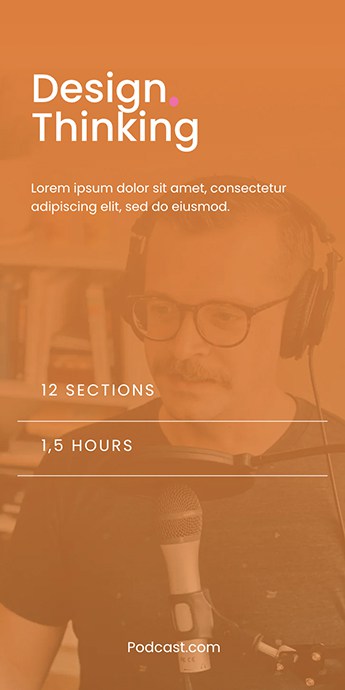 Design.
Thinking
Lorem ipsum dolor sit amet, consectetur
adipiscing elit, sed do eiusmod.
12 SECTIONS
1,5 HOURS
Podcast.com